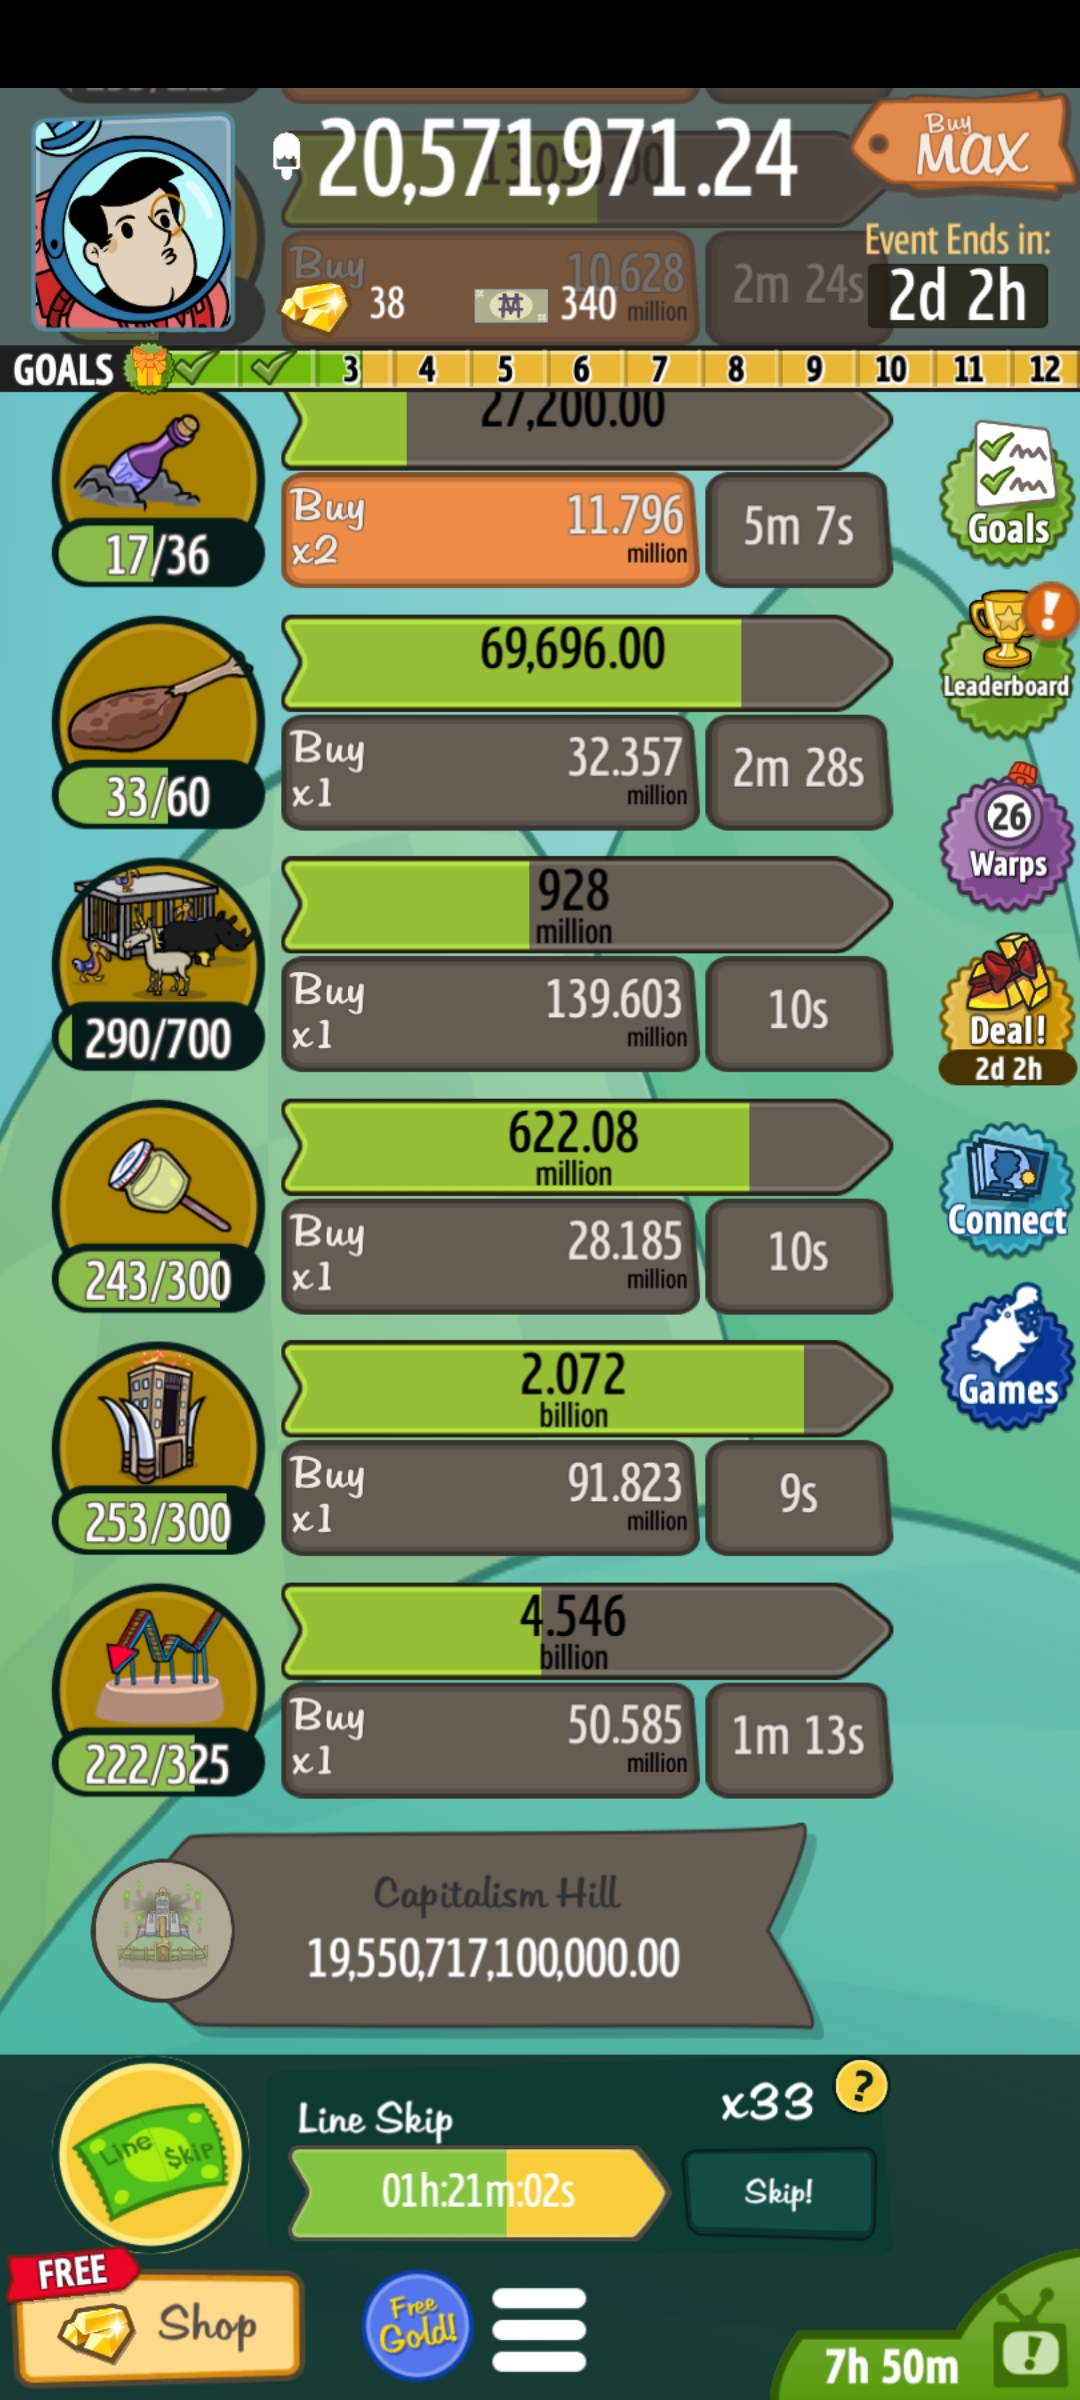 20,571,971.24
Buy
MAX
Buy
10.628
million
2m 24s
38
340
Event Ends in:
2d 2h
GOALS 3 4 5 6 7 8 9 10 11 12
27,200.00
17/36
Buy
x2
11.796
million
5m 7s
Goals
69,696.00
33/60
Buy
x1
32.357
million
2m 28s
Leaderboard
928
million
290/700
Buy
x1
139.603
million
10s
26
Warps
622.08
million
243/300
Buy
x1
28.185
million
10s
Deal!
2d 2h
Connect
2.072
billion
253/300
Buy
x1
91.823
million
9s
Games
4.546
billion
222/325
Buy
x1
50.585
million
1m 13s
Capitalism Hill
19,550,717,100,000.00
Line $kip
Line Skip
x33
?
01h:21m:02s
Skip!
FREE
Shop
Free
Gold!
7h 50m